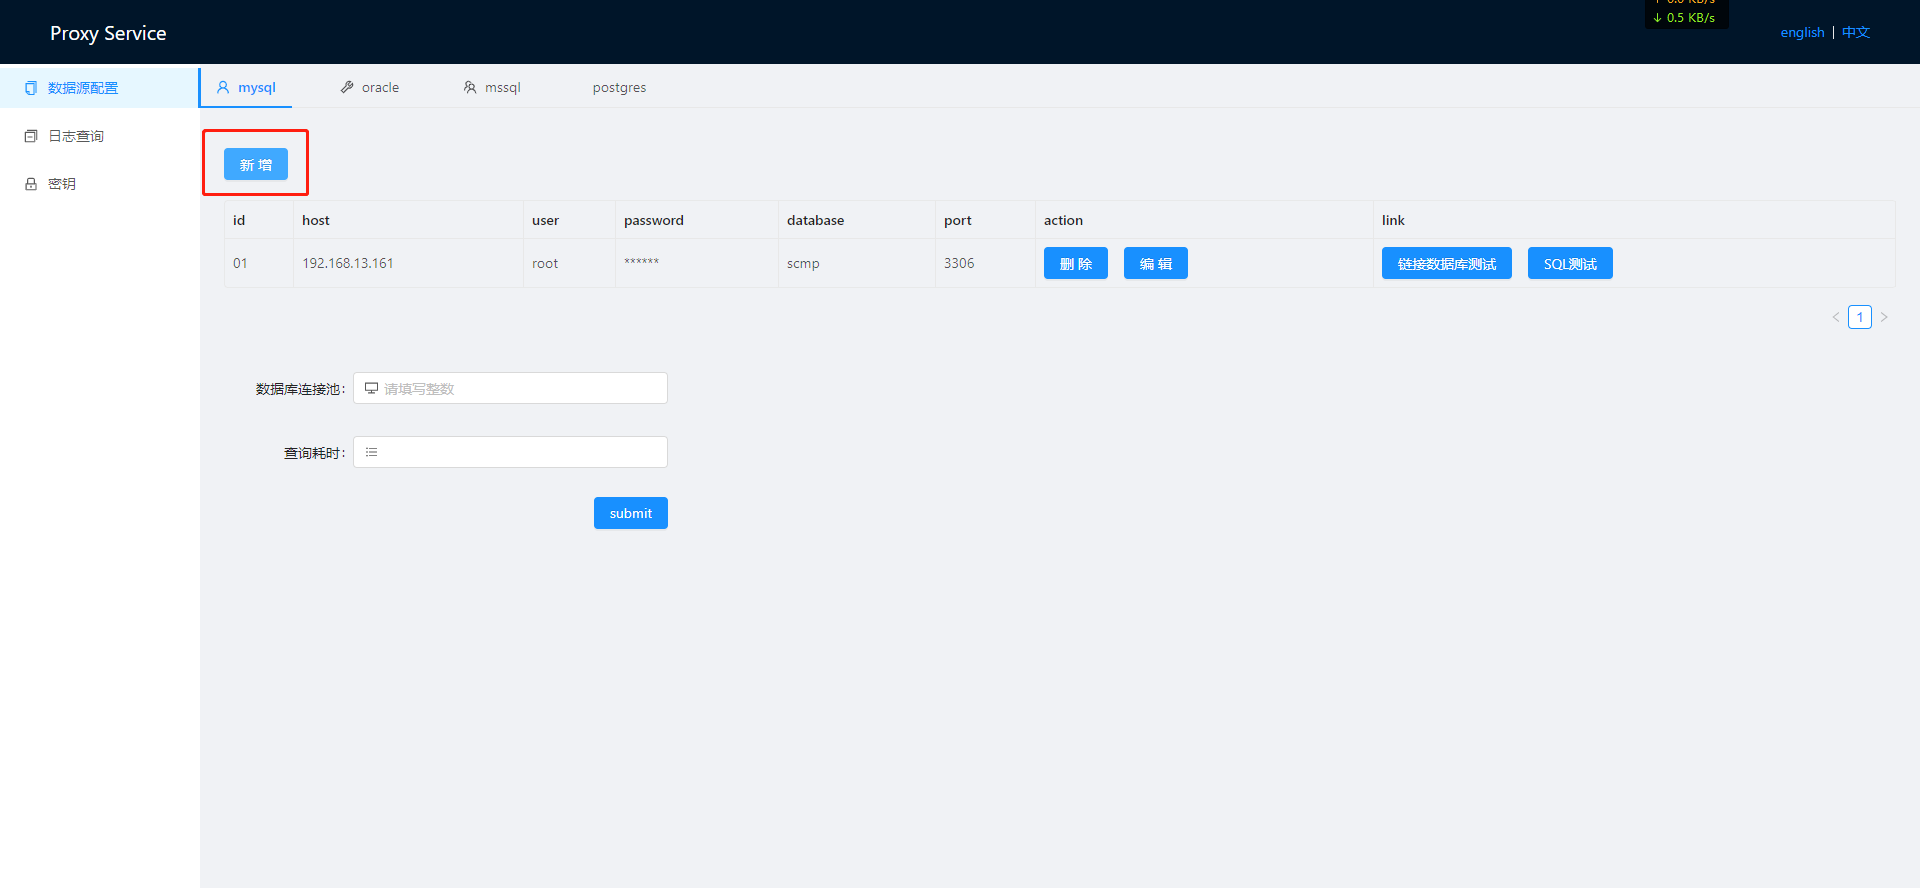 Proxy Service
↓ 0.5 KB/s
english | 中文
数据源配置
日志查询
密钥
mysql
oracle
mssql
postgres
新 增
id host user password database port action link
01 192.168.13.161 root ****** scmp 3306 删 除 编 辑 链接数据库测试 SQL测试
< 1 >
数据库连接池: 请填写整数
查询耗时:
submit